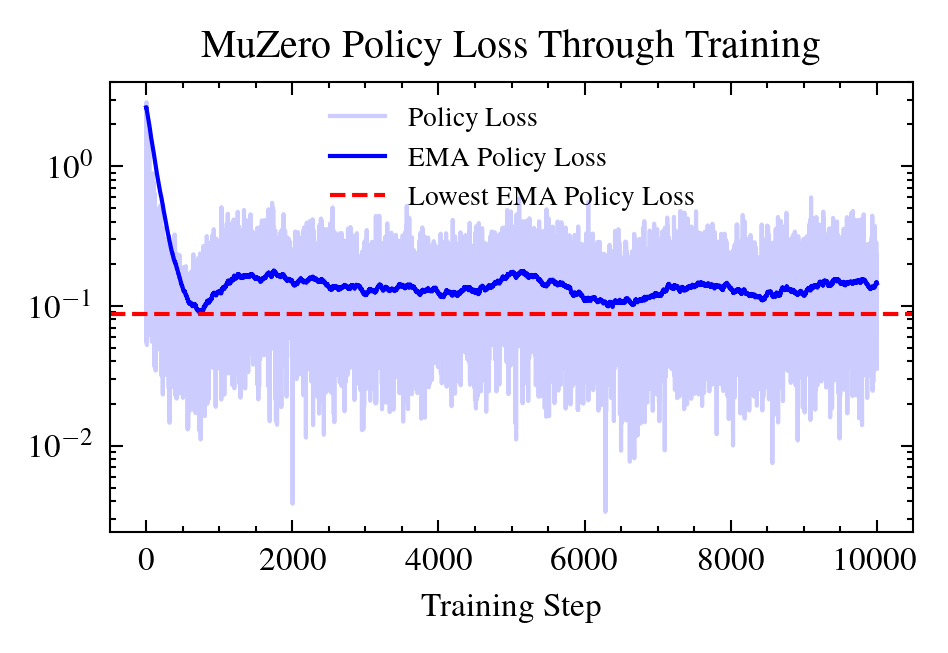 MuZero Policy Loss Through Training
Policy Loss
EMA Policy Loss
Lowest EMA Policy Loss
10⁰
10⁻¹
10⁻²
0 2000 4000 6000 8000 10000
Training Step